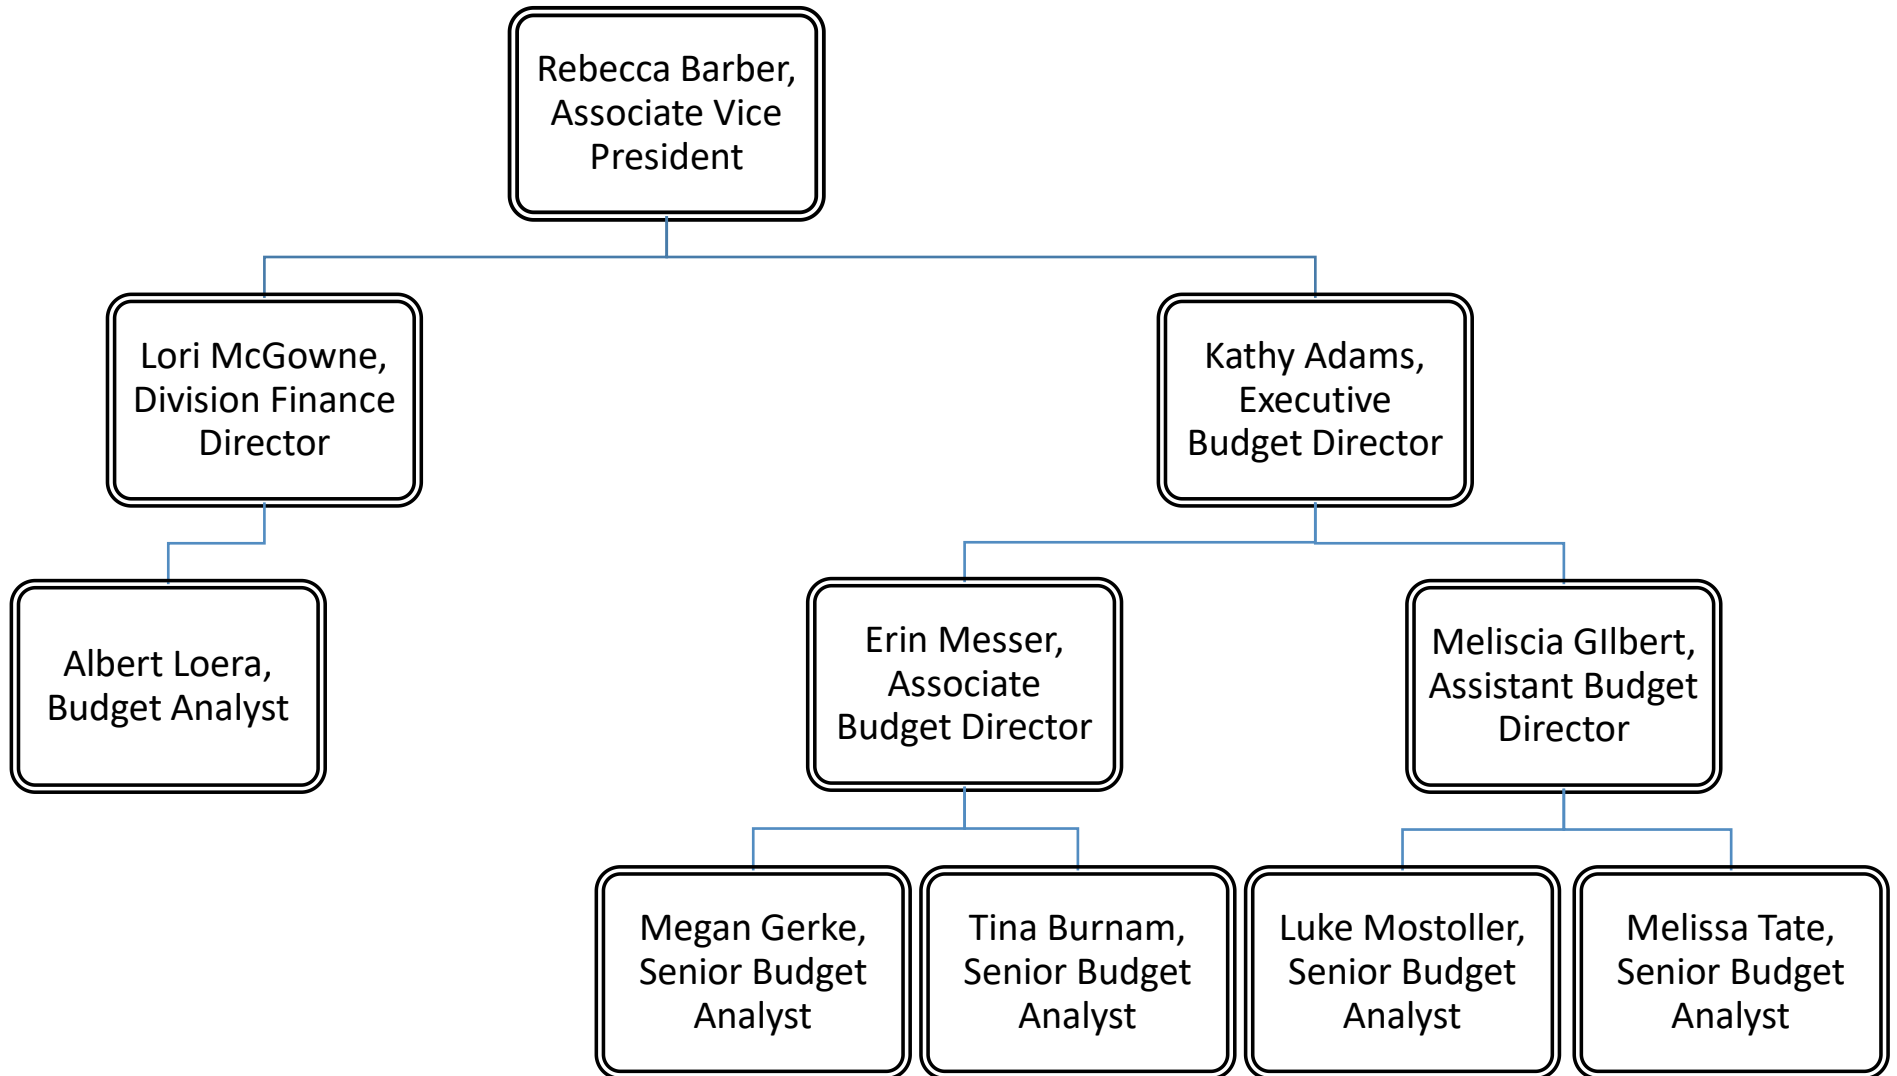 Rebecca Barber,
Associate Vice
President
Lori McGowne,
Division Finance
Director
Kathy Adams,
Executive
Budget Director
Albert Loera,
Budget Analyst
Erin Messer,
Associate
Budget Director
Meliscia GIlbert,
Assistant Budget
Director
Megan Gerke,
Senior Budget
Analyst
Tina Burnam,
Senior Budget
Analyst
Luke Mostoller,
Senior Budget
Analyst
Melissa Tate,
Senior Budget
Analyst